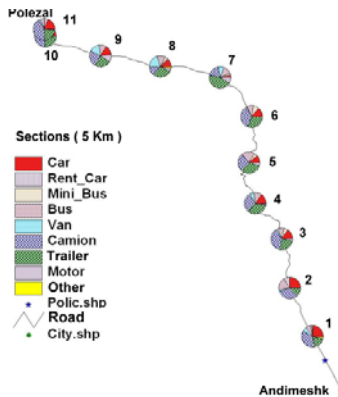 Polezal
11
10
9
8
7
6
5
4
3
2
1
Sections ( 5 Km )
Car
Rent_Car
Mini_Bus
Bus
Van
Camion
Trailer
Motor
Other
Polic.shp
Road
City.shp
Andimeshk